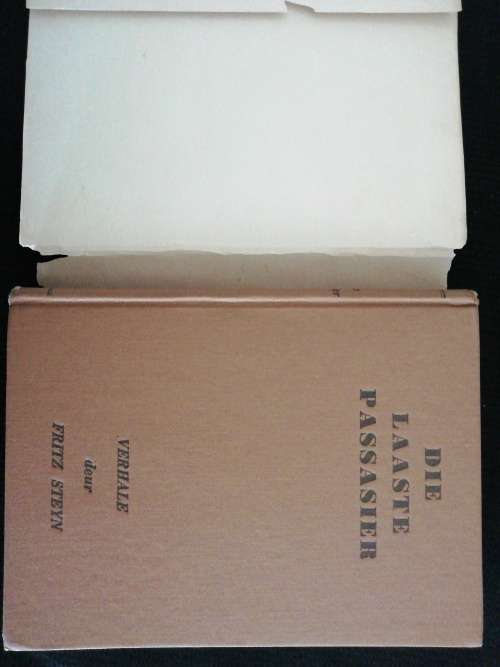 DIE
LAASTE
PASSASIER
VERHALE
deur
FRITZ STEYN